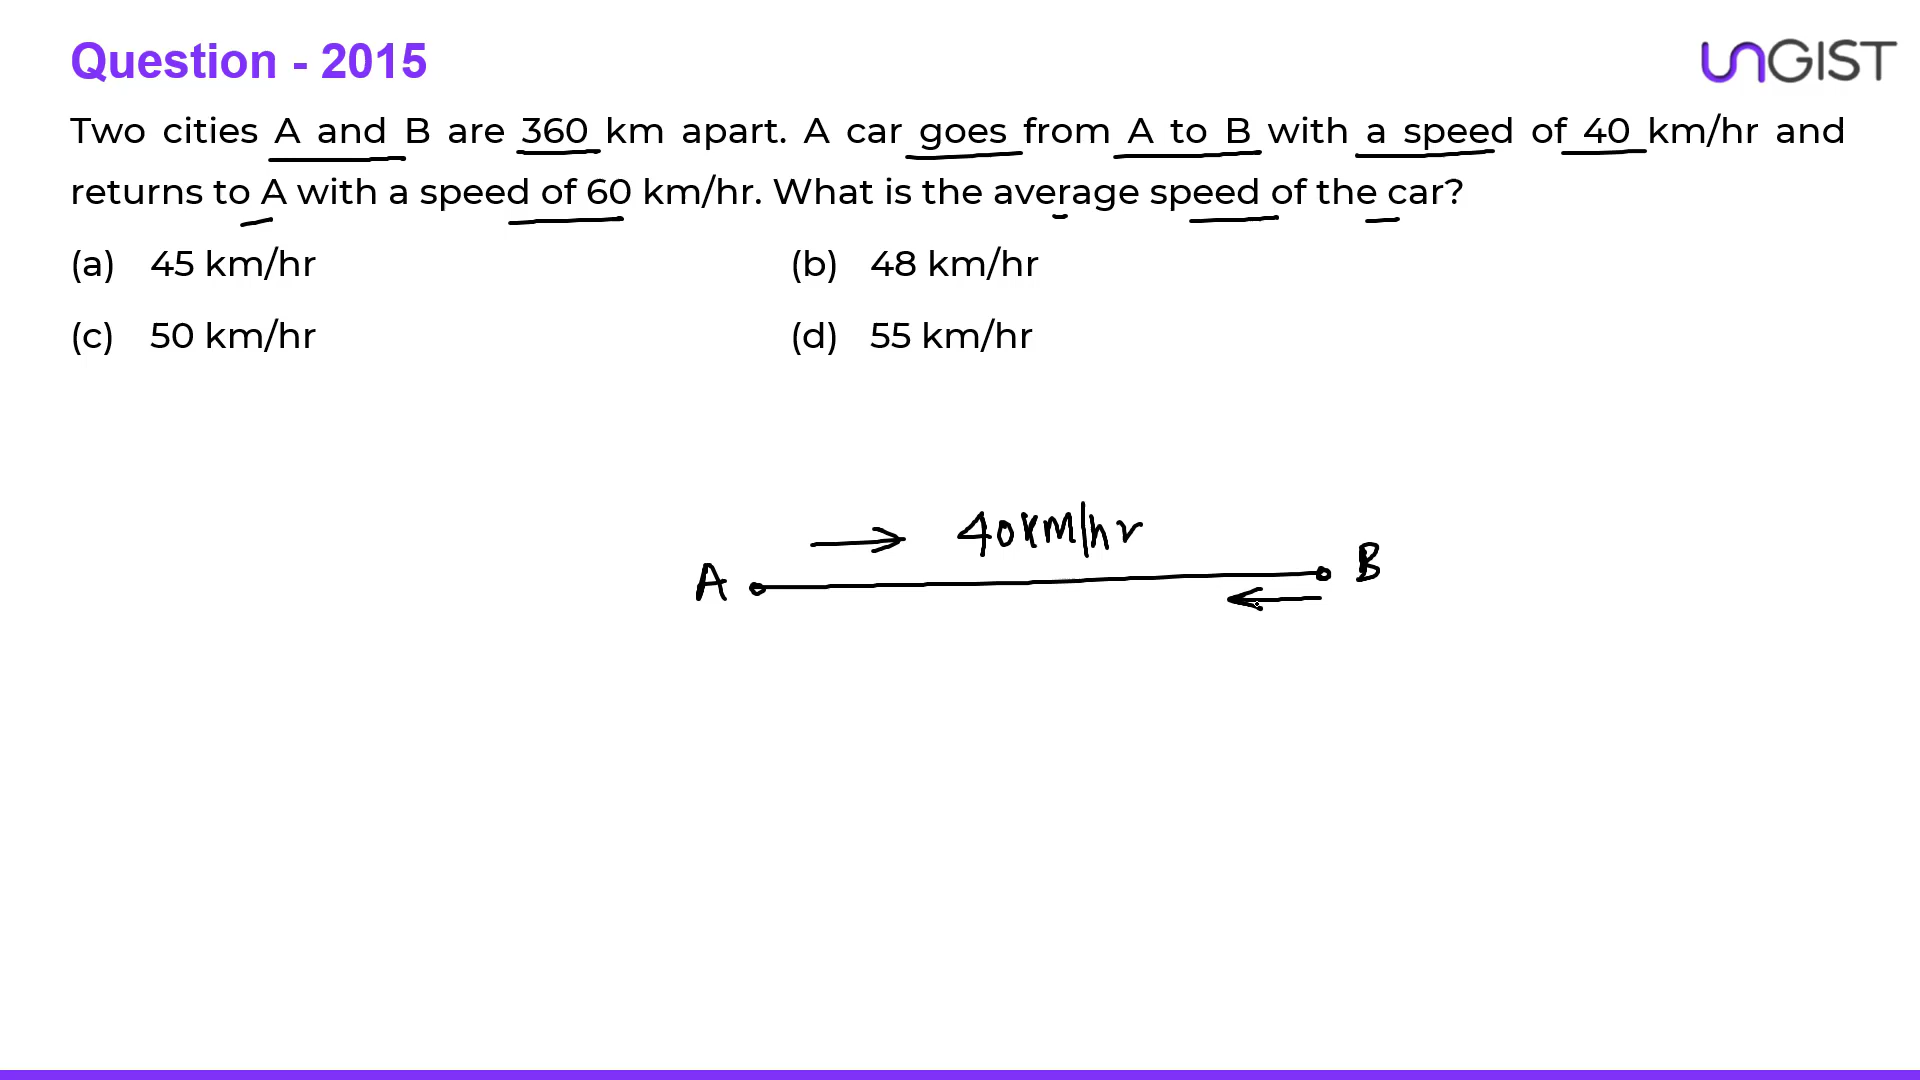 Question - 2015
UNGIST
Two cities A and B are 360 km apart. A car goes from A to B with a speed of 40 km/hr and
returns to A with a speed of 60 km/hr. What is the average speed of the car?
(a) 45 km/hr (b) 48 km/hr
(c) 50 km/hr (d) 55 km/hr
40km/hr
A B